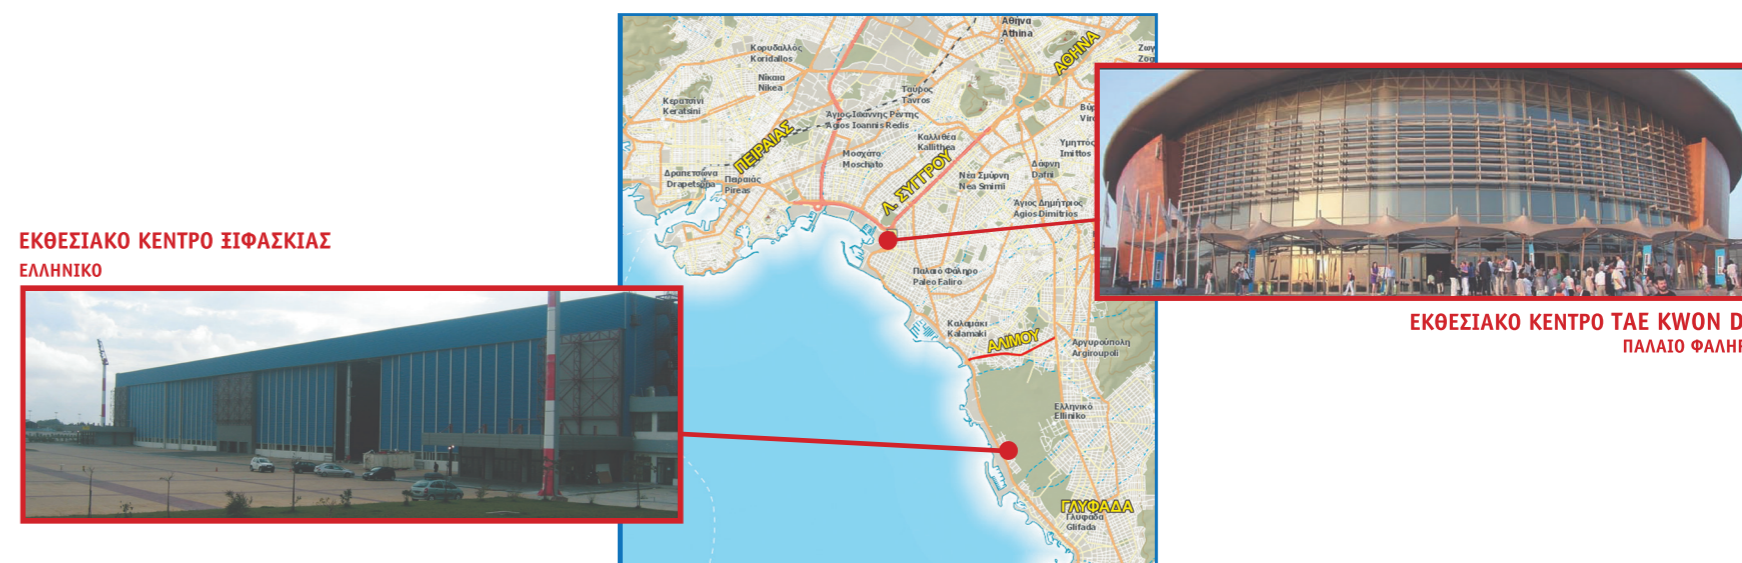 ΕΚΘΕΣΙΑΚΟ ΚΕΝΤΡΟ ΞΙΦΑΣΚΙΑΣ
ΕΛΛΗΝΙΚΟ
Αθήνα
Athina
ΑΘΗΝΑ
Κορυδαλλός
Koridallos
Νίκαια
Nikea
Κερατσίνι
Keratsini
Ταύρος
Tavros
Άγιος Ιωάννης Ρέντης
Agios Ioannis Redis
ΠΕΙΡΑΙΑΣ
Καλλιθέα
Kallithea
Μοσχάτο
Moschato
Υμηττός
Imittos
Δάφνη
Dafni
Δραπετσώνα
Drapetsona
Πειραιάς
Pireas
Λ. ΣΥΓΓΡΟΥ
Νέα Σμύρνη
Nea Smirni
Άγιος Δημήτριος
Agios Dimitrios
Παλαιο Φάληρο
Paleo Faliro
Καλαμάκι
Kalamaki
ΑΛΙΜΟΥ
Αργυρούπολη
Argiroupoli
Ελληνικό
Elliniko
ΓΛΥΦΑΔΑ
Γλυφάδα
Glifada
ΕΚΘΕΣΙΑΚΟ ΚΕΝΤΡΟ TAE KWON D
ΠΑΛΑΙΟ ΦΑΛΗΡ